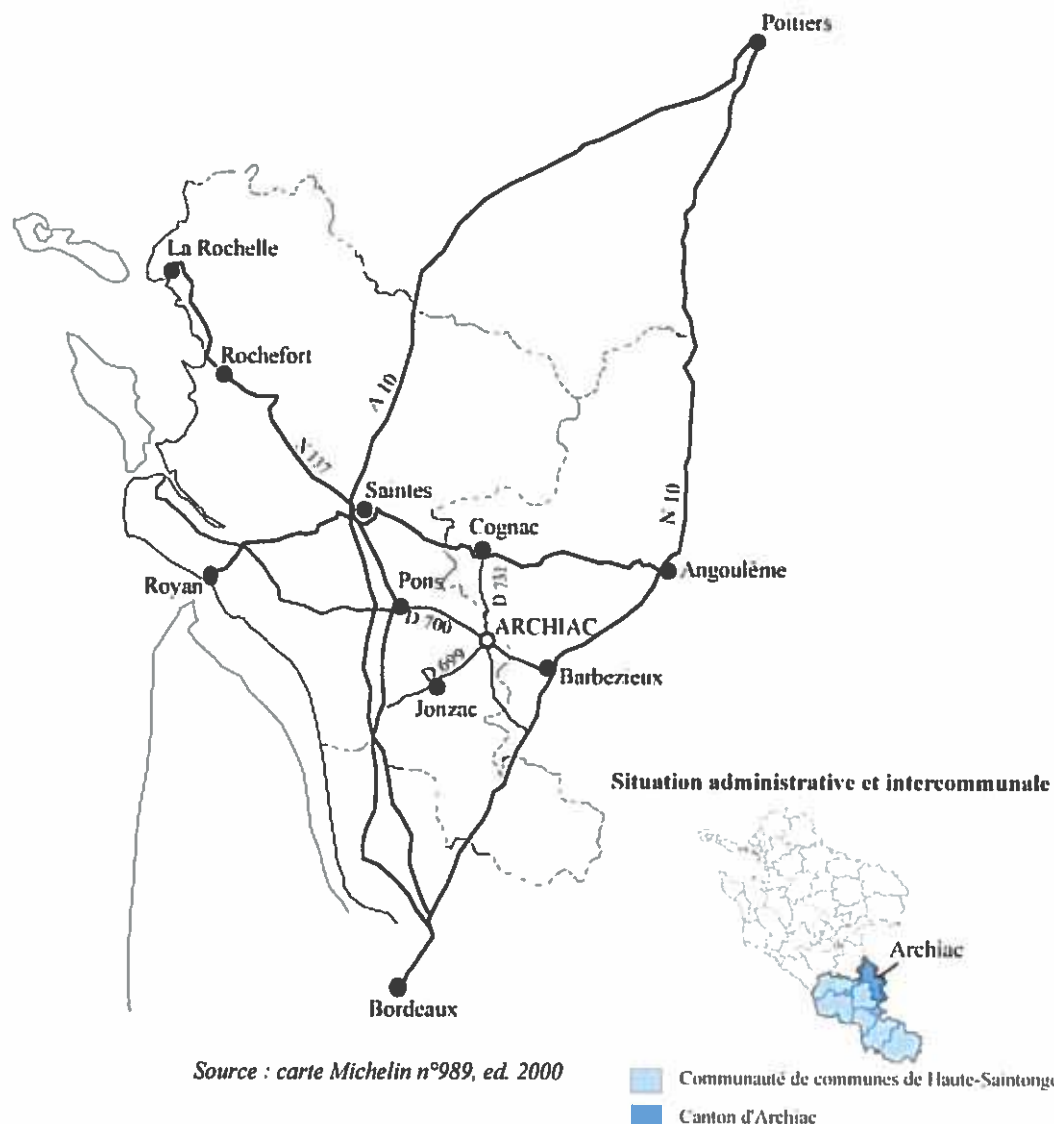 Poitiers
La Rochelle
Rochefort
A 10
N 137
Saintes
Cognac
N 10
Angoulême
Royan
Pons
D 731
D 700
ARCHIAC
D 699
Barbezieux
Jonzac
Situation administrative et intercommunale
Archiac
Bordeaux
Source : carte Michelin n°989, ed. 2000
Communauté de communes de Haute-Saintonge
Canton d'Archiac